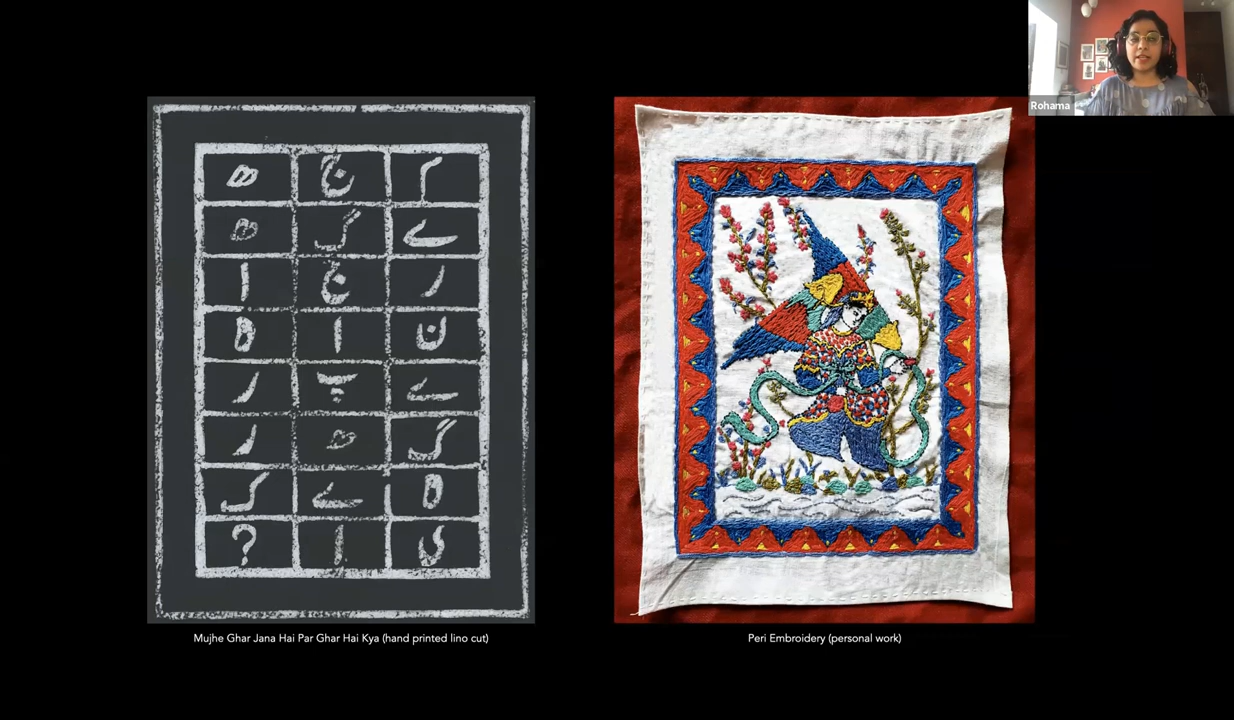 Rohama
م ج ھ
ے گ ھ
ر ج ا
ن ا ہ
ے پ ر
گ ھ ر
ہ ے ک
ی ا ?
Mujhe Ghar Jana Hai Par Ghar Hai Kya (hand printed lino cut)
Peri Embroidery (personal work)